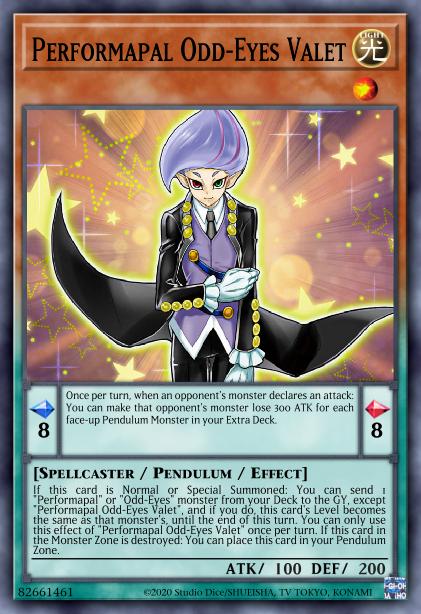 Performapal Odd-Eyes Valet
LIGHT
光
Once per turn, when an opponent's monster declares an attack:
You can make that opponent's monster lose 300 ATK for each
face-up Pendulum Monster in your Extra Deck.
8
8
[Spellcaster / Pendulum / Effect]
If this card is Normal or Special Summoned: You can send 1
"Performapal" or "Odd-Eyes" monster from your Deck to the GY, except
"Performapal Odd-Eyes Valet", and if you do, this card's Level becomes
the same as that monster's, until the end of this turn. You can only use
this effect of "Performapal Odd-Eyes Valet" once per turn. If this card in
the Monster Zone is destroyed: You can place this card in your Pendulum
Zone.
ATK/ 100 DEF/ 200
82661461
©2020 Studio Dice/SHUEISHA, TV TOKYO, KONAMI